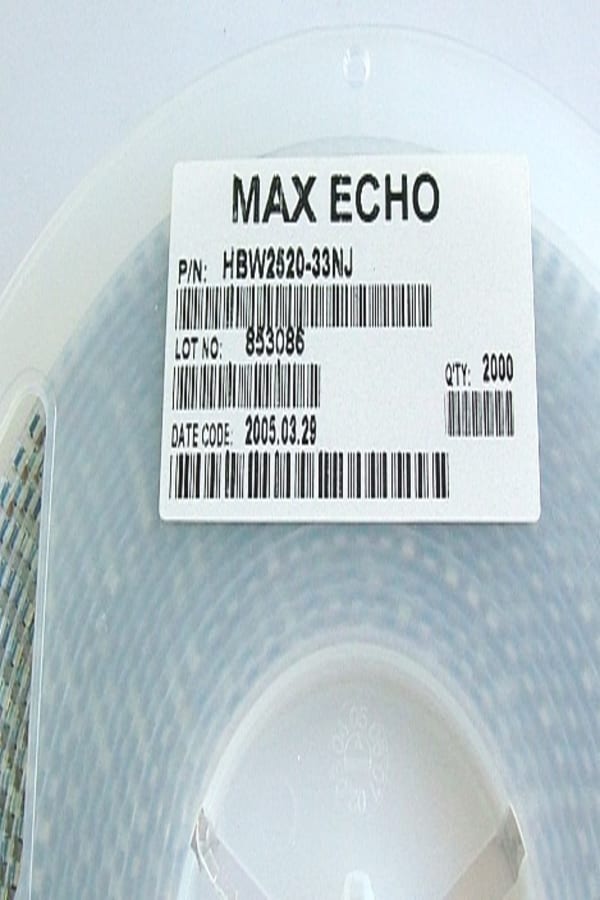 MAX ECHO
P/N: HBW2520-33NJ
LOT NO: 853086
Q'TY: 2000
DATE CODE: 2005.03.29